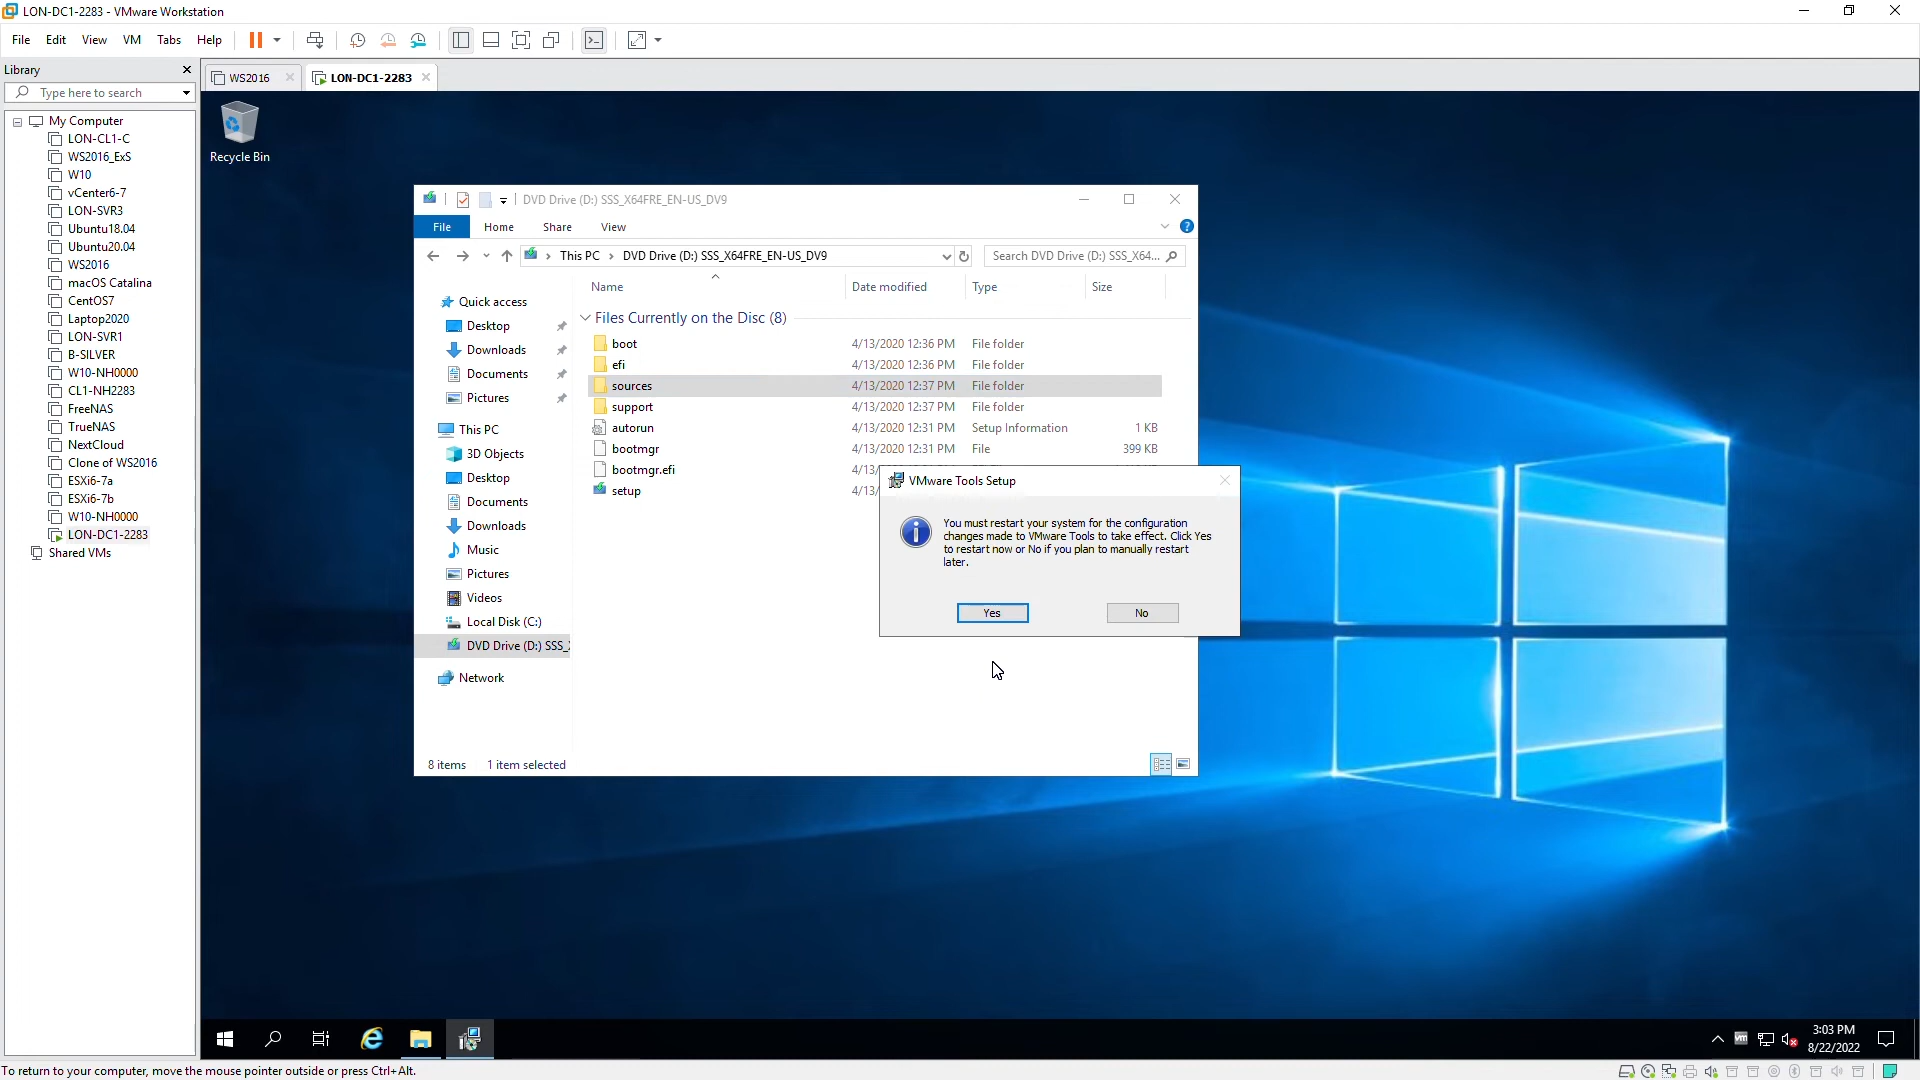 LON-DC1-2283 - VMware Workstation
File Edit View VM Tabs Help
Library
Type here to search
My Computer
LON-CL1-C
WS2016_ExS
W10
vCenter6-7
LON-SVR3
Ubuntu18.04
Ubuntu20.04
WS2016
macOS Catalina
CentOS7
Laptop2020
LON-SVR1
B-SILVER
W10-NH0000
CL1-NH2283
FreeNAS
TrueNAS
NextCloud
Clone of WS2016
ESXi6-7a
ESXi6-7b
W10-NH0000
LON-DC1-2283
Shared VMs
WS2016 LON-DC1-2283
Recycle Bin
DVD Drive (D:) SSS_X64FRE_EN-US_DV9
File Home Share View
This PC DVD Drive (D:) SSS_X64FRE_EN-US_DV9
Search DVD Drive (D:) SSS_X64...
Name Date modified Type Size
Quick access
Desktop
Downloads
Documents
Pictures
This PC
3D Objects
Desktop
Documents
Downloads
Music
Pictures
Videos
Local Disk (C:)
DVD Drive (D:) SSS_
Network
Files Currently on the Disc (8)
boot 4/13/2020 12:36 PM File folder
efi 4/13/2020 12:36 PM File folder
sources 4/13/2020 12:37 PM File folder
support 4/13/2020 12:37 PM File folder
autorun 4/13/2020 12:31 PM Setup Information 1 KB
bootmgr 4/13/2020 12:31 PM File 399 KB
bootmgr.efi 4/13/
setup 4/13/
8 items 1 item selected
VMware Tools Setup
You must restart your system for the configuration
changes made to VMware Tools to take effect. Click Yes
to restart now or No if you plan to manually restart
later.
Yes No
vm
3:03 PM
8/22/2022
To return to your computer, move the mouse pointer outside or press Ctrl+Alt.